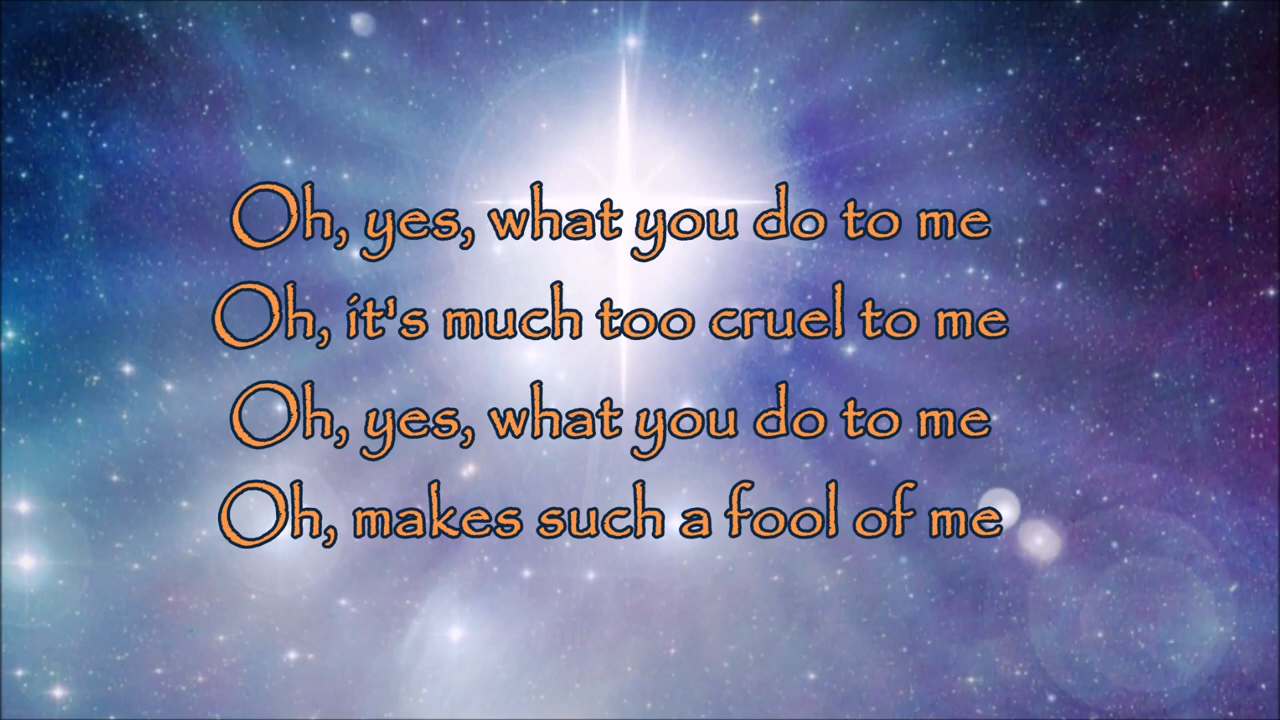 Oh, yes, what you do to me
Oh, it's much too cruel to me
Oh, yes, what you do to me
Oh, makes such a fool of me